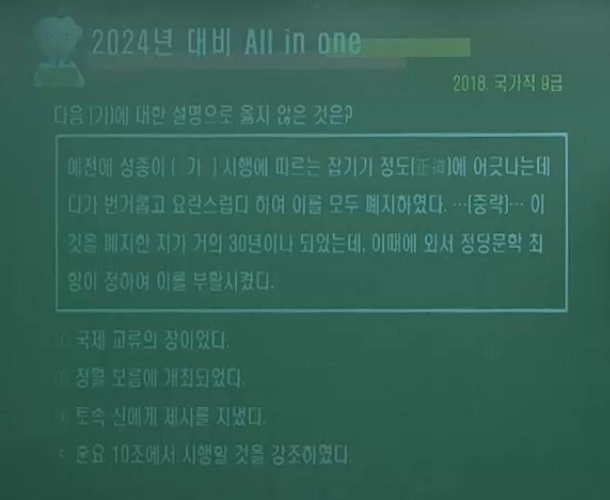 2024년 대비 All in one
2018. 국가직 9급
다음 (가)에 대한 설명으로 옳지 않은 것은?
예전에 성종이 ( 가 ) 시행에 따르는 잡기가 정도(正道)에 어긋나는데
다가 번거롭고 요란스럽다 하여 이를 모두 폐지하였다. …(중략)… 이
것을 폐지한 지가 거의 30년이나 되었는데, 이때에 와서 정당문학 최
항이 청하여 이를 부활시켰다.
① 국제 교류의 장이었다.
② 정월 보름에 개최되었다.
③ 토속 신에게 제사를 지냈다.
④ 훈요 10조에서 시행할 것을 강조하였다.